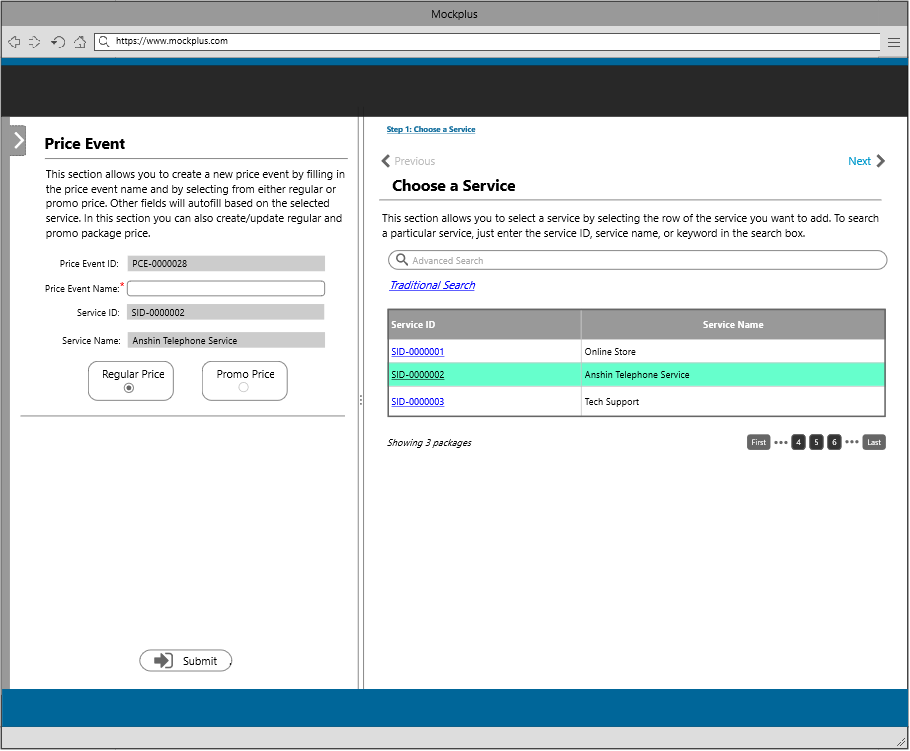 Mockplus
https://www.mockplus.com
Price Event
This section allows you to create a new price event by filling in
the price event name and by selecting from either regular or
promo price. Other fields will autofill based on the selected
service. In this section you can also create/update regular and
promo package price.
Price Event ID: PCE-0000028
Price Event Name:*
Service ID: SID-0000002
Service Name: Anshin Telephone Service
Regular Price Promo Price
Submit
Step 1: Choose a Service
Previous Next
Choose a Service
This section allows you to select a service by selecting the row of the service you want to add. To search
a particular service, just enter the service ID, service name, or keyword in the search box.
Advanced Search
Traditional Search
Service ID Service Name
SID-0000001 Online Store
SID-0000002 Anshin Telephone Service
SID-0000003 Tech Support
Showing 3 packages First ••• 4 5 6 ••• Last